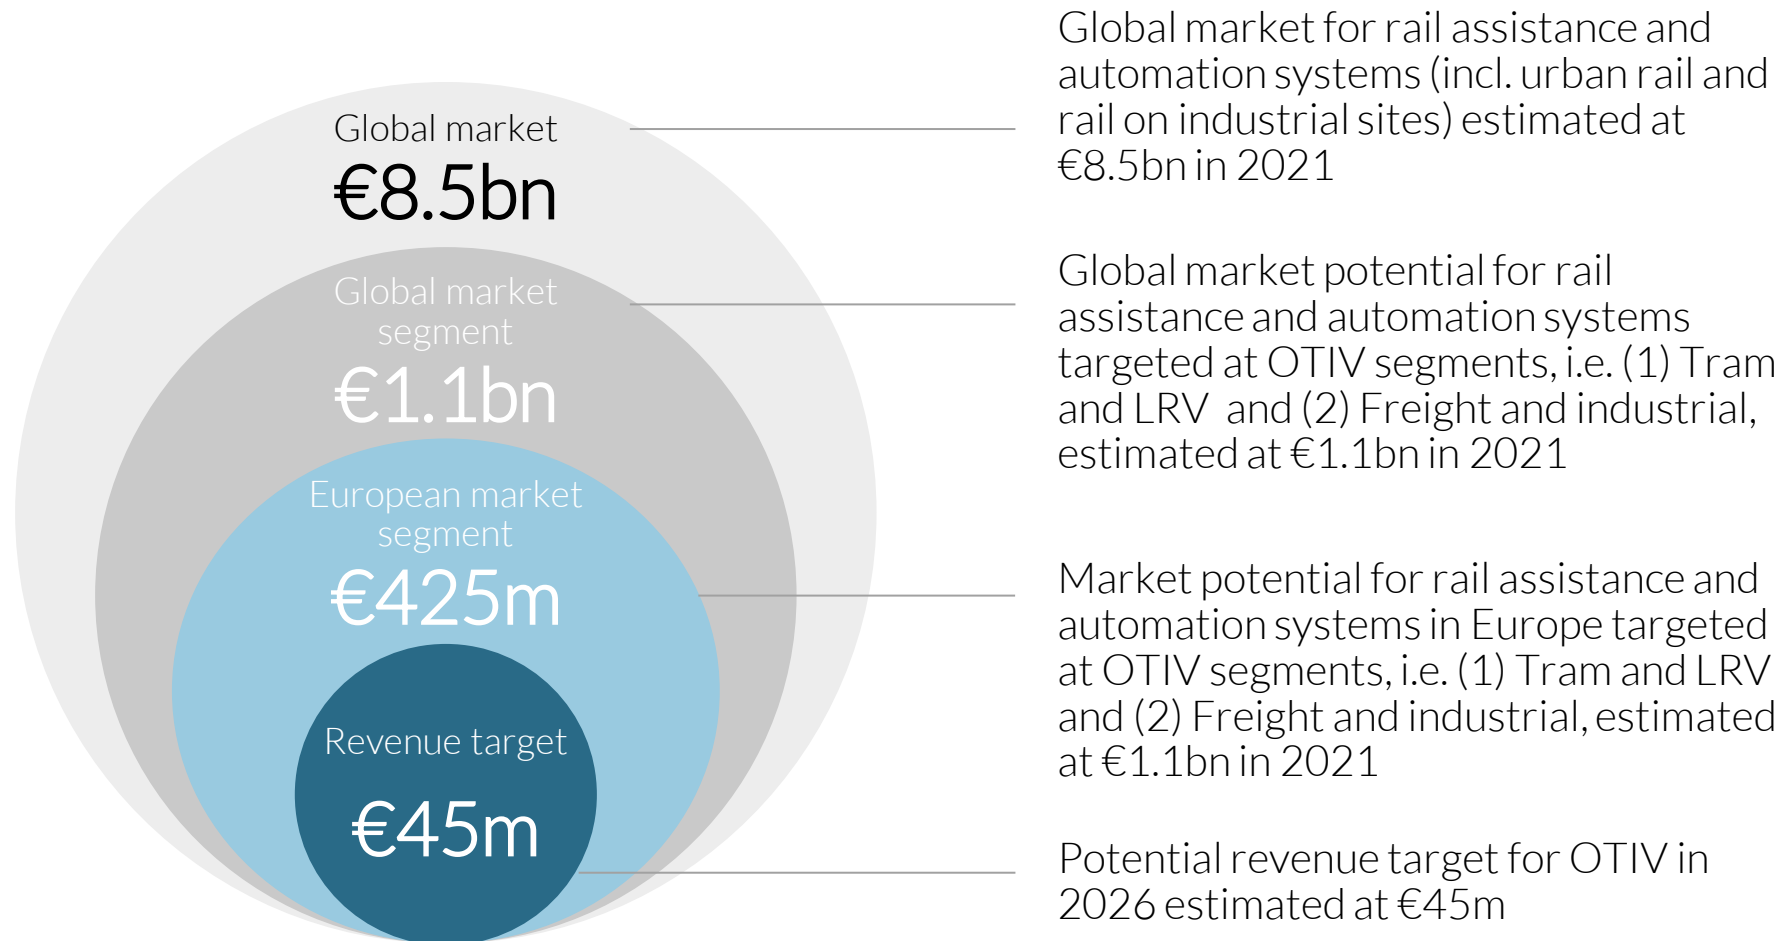 Global market
€8.5bn
Global market
segment
€1.1bn
European market
segment
€425m
Revenue target
€45m
Global market for rail assistance and
automation systems (incl. urban rail and
rail on industrial sites) estimated at
€8.5bn in 2021
Global market potential for rail
assistance and automation systems
targeted at OTIV segments, i.e. (1) Tram
and LRV and (2) Freight and industrial,
estimated at €1.1bn in 2021
Market potential for rail assistance and
automation systems in Europe targeted
at OTIV segments, i.e. (1) Tram and LRV
and (2) Freight and industrial, estimated
at €1.1bn in 2021
Potential revenue target for OTIV in
2026 estimated at €45m